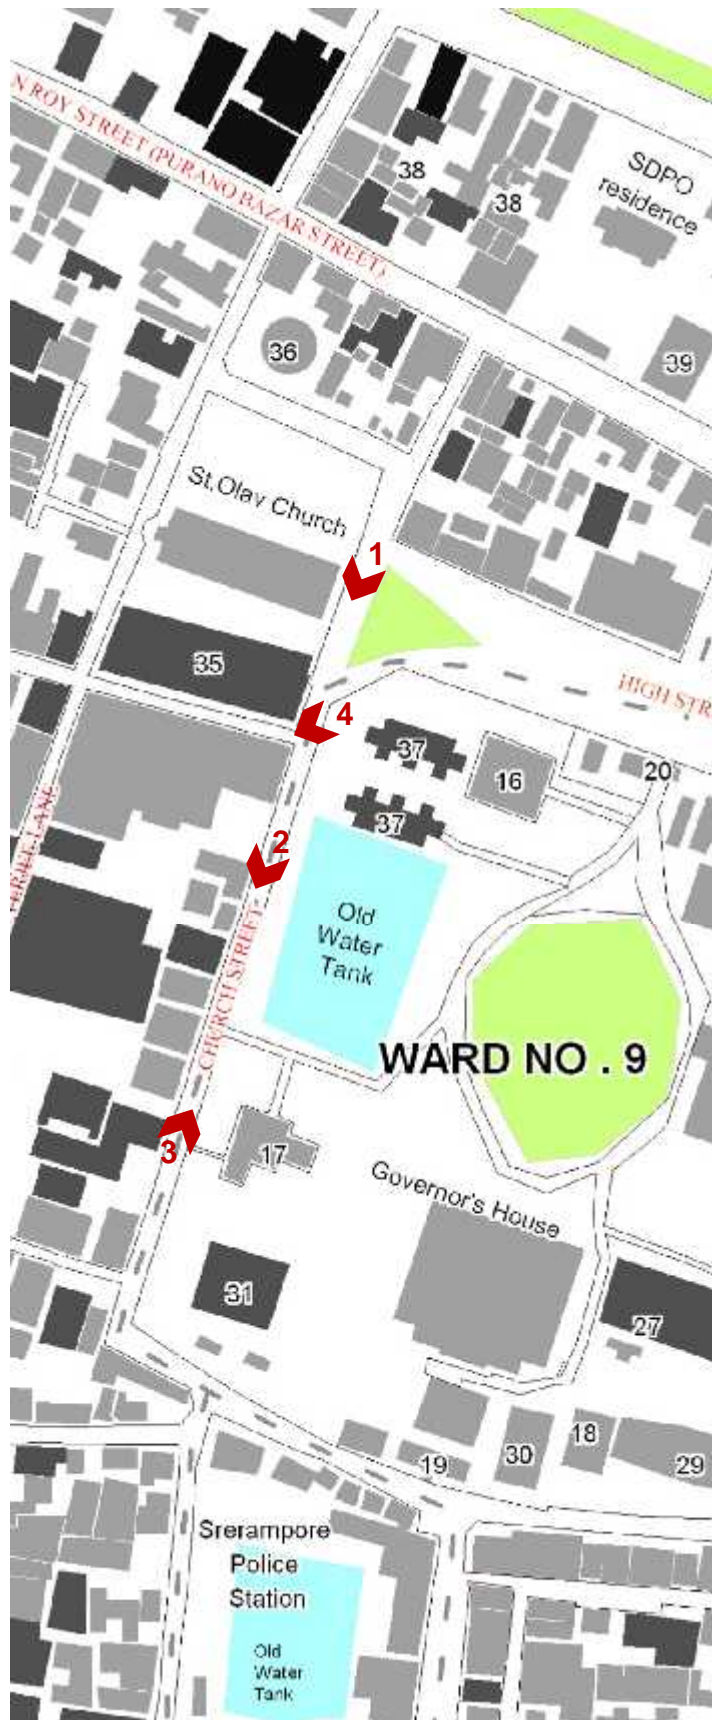 N ROY STREET (PURANO BAZAR STREET)
38
38
SDPO
residence
36
39
St.Olav Church
1
35
HIGH STR
4
37
16
20
37
2
LANE
Old
Water
Tank
CHURCH STREET
WARD NO . 9
3
17
Governor's House
31
27
18
19
30
29
Srerampore
Police
Station
Old
Water
Tank